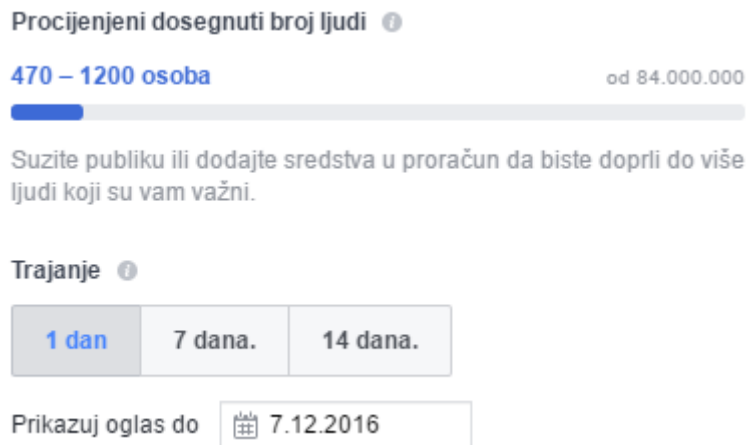 Procijenjeni dosegnuti broj ljudi
470 – 1200 osoba od 84.000.000
Suzite publiku ili dodajte sredstva u proračun da biste doprli do više
ljudi koji su vam važni.
Trajanje
1 dan 7 dana. 14 dana.
Prikazuj oglas do 7.12.2016